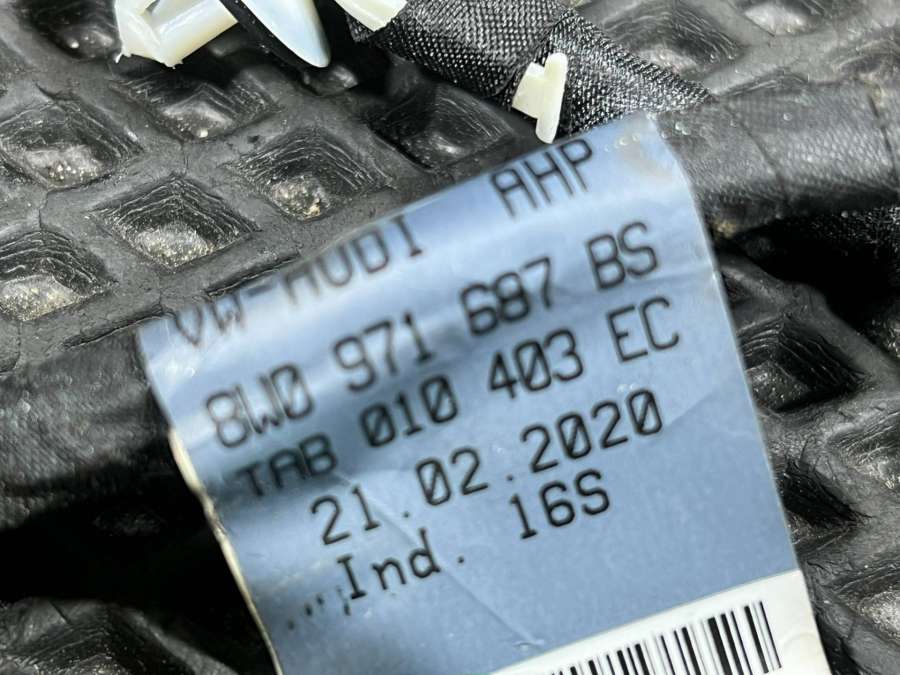 VW-AUDI AHP
8W0 971 687 BS
TAB 010 403 EC
21.02.2020
Ind. 16S